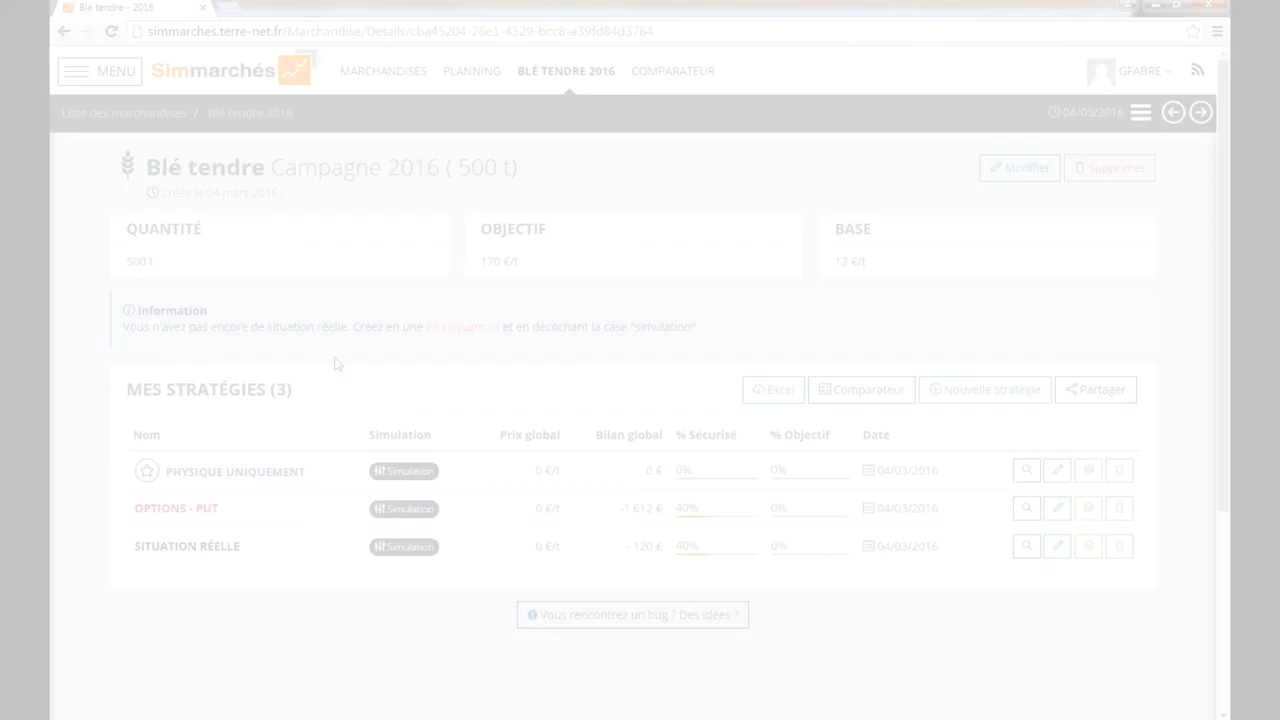 Blé tendre - 2016
simmarches.terre-net.fr/Marchandise/Details/cba45204-26e1-4529-bcc8-a39fd84d3764
MENU Simmarchés MARCHANDISES PLANNING BLÉ TENDRE 2016 COMPARATEUR GFABRE
Liste des marchandises / Blé tendre 2016 04/03/2016
Blé tendre Campagne 2016 ( 500 t) Modifier Supprimer
Créée le 04 mars 2016
QUANTITÉ OBJECTIF BASE
500 t 170 €/t 12 €/t
Information
Vous n'avez pas encore de situation réelle. Créez en une en cliquant ici et en décochant la case "simulation"
MES STRATÉGIES (3) Excel Comparateur Nouvelle stratégie Partager
Nom Simulation Prix global Bilan global % Sécurisé % Objectif Date
PHYSIQUE UNIQUEMENT Simulation 0 €/t 0 € 0% 0% 04/03/2016
OPTIONS - PUT Simulation 0 €/t -1 612 € 40% 0% 04/03/2016
SITUATION RÉELLE Simulation 0 €/t - 120 € 40% 0% 04/03/2016
Vous rencontrez un bug ? Des idées ?